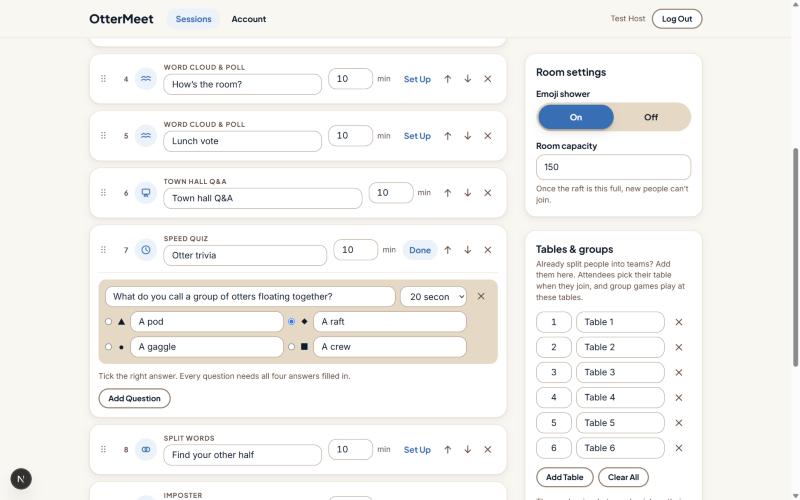 OtterMeet
Sessions
Account
Test Host
Log Out
4
WORD CLOUD & POLL
How's the room?
10
min
Set Up
5
WORD CLOUD & POLL
Lunch vote
10
min
Set Up
6
TOWN HALL Q&A
Town hall Q&A
10
min
7
SPEED QUIZ
Otter trivia
10
min
Done
What do you call a group of otters floating together?
20 secon
A pod
A raft
A gaggle
A crew
Tick the right answer. Every question needs all four answers filled in.
Add Question
8
SPLIT WORDS
Find your other half
10
min
Set Up
IMPOSTER
Room settings
Emoji shower
On
Off
Room capacity
150
Once the raft is this full, new people can't
join.
Tables & groups
Already split people into teams? Add
them here. Attendees pick their table
when they join, and group games play at
these tables.
1
Table 1
2
Table 2
3
Table 3
4
Table 4
5
Table 5
6
Table 6
Add Table
Clear All
N